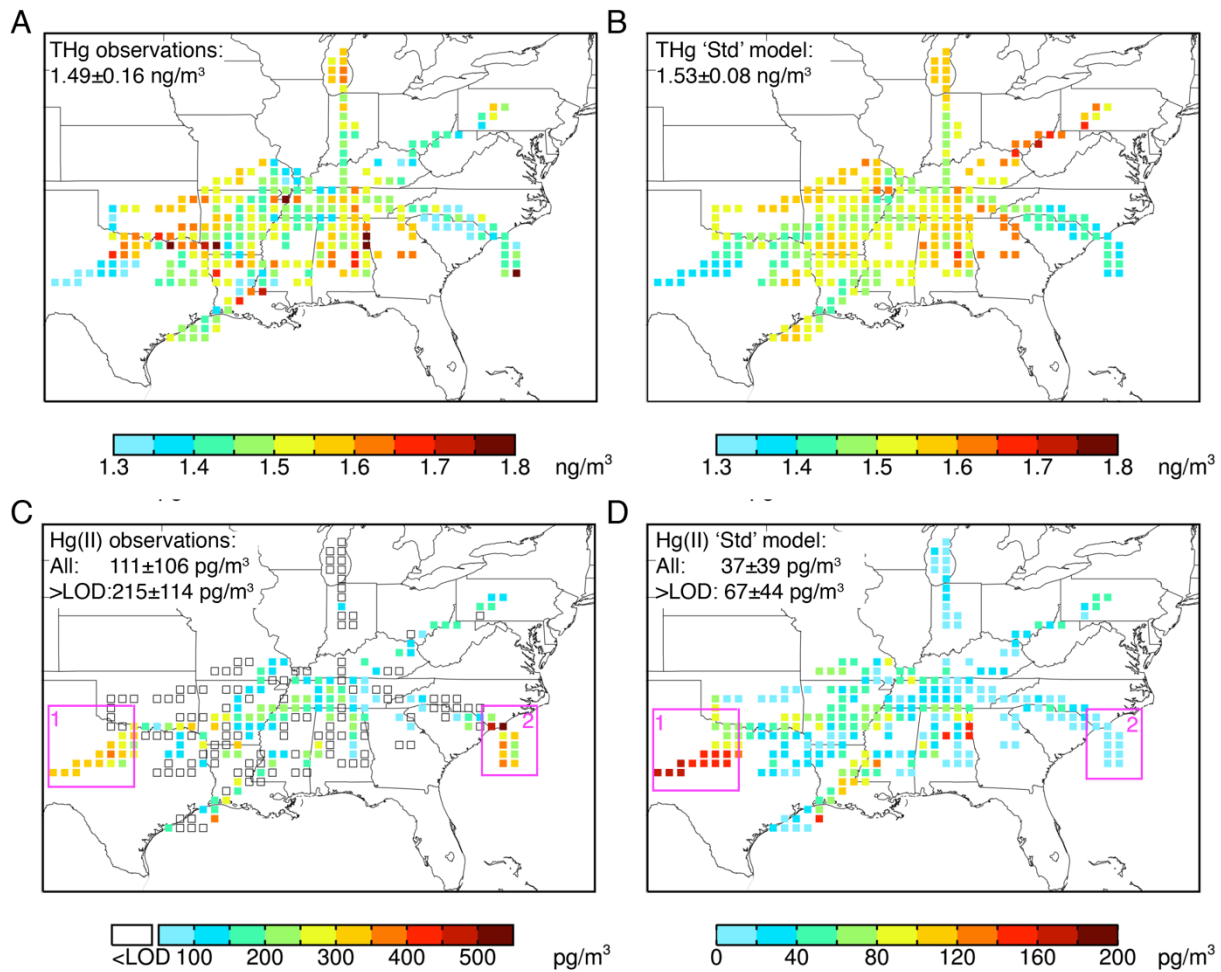 A
THg observations:
1.49±0.16 ng/m³
1.3 1.4 1.5 1.6 1.7 1.8 ng/m³
B
THg ‘Std’ model:
1.53±0.08 ng/m³
1.3 1.4 1.5 1.6 1.7 1.8 ng/m³
C
Hg(II) observations:
All: 111±106 pg/m³
>LOD:215±114 pg/m³
1
2
<LOD 100 200 300 400 500 pg/m³
D
Hg(II) ‘Std’ model:
All: 37±39 pg/m³
>LOD: 67±44 pg/m³
1
2
0 40 80 120 160 200 pg/m³